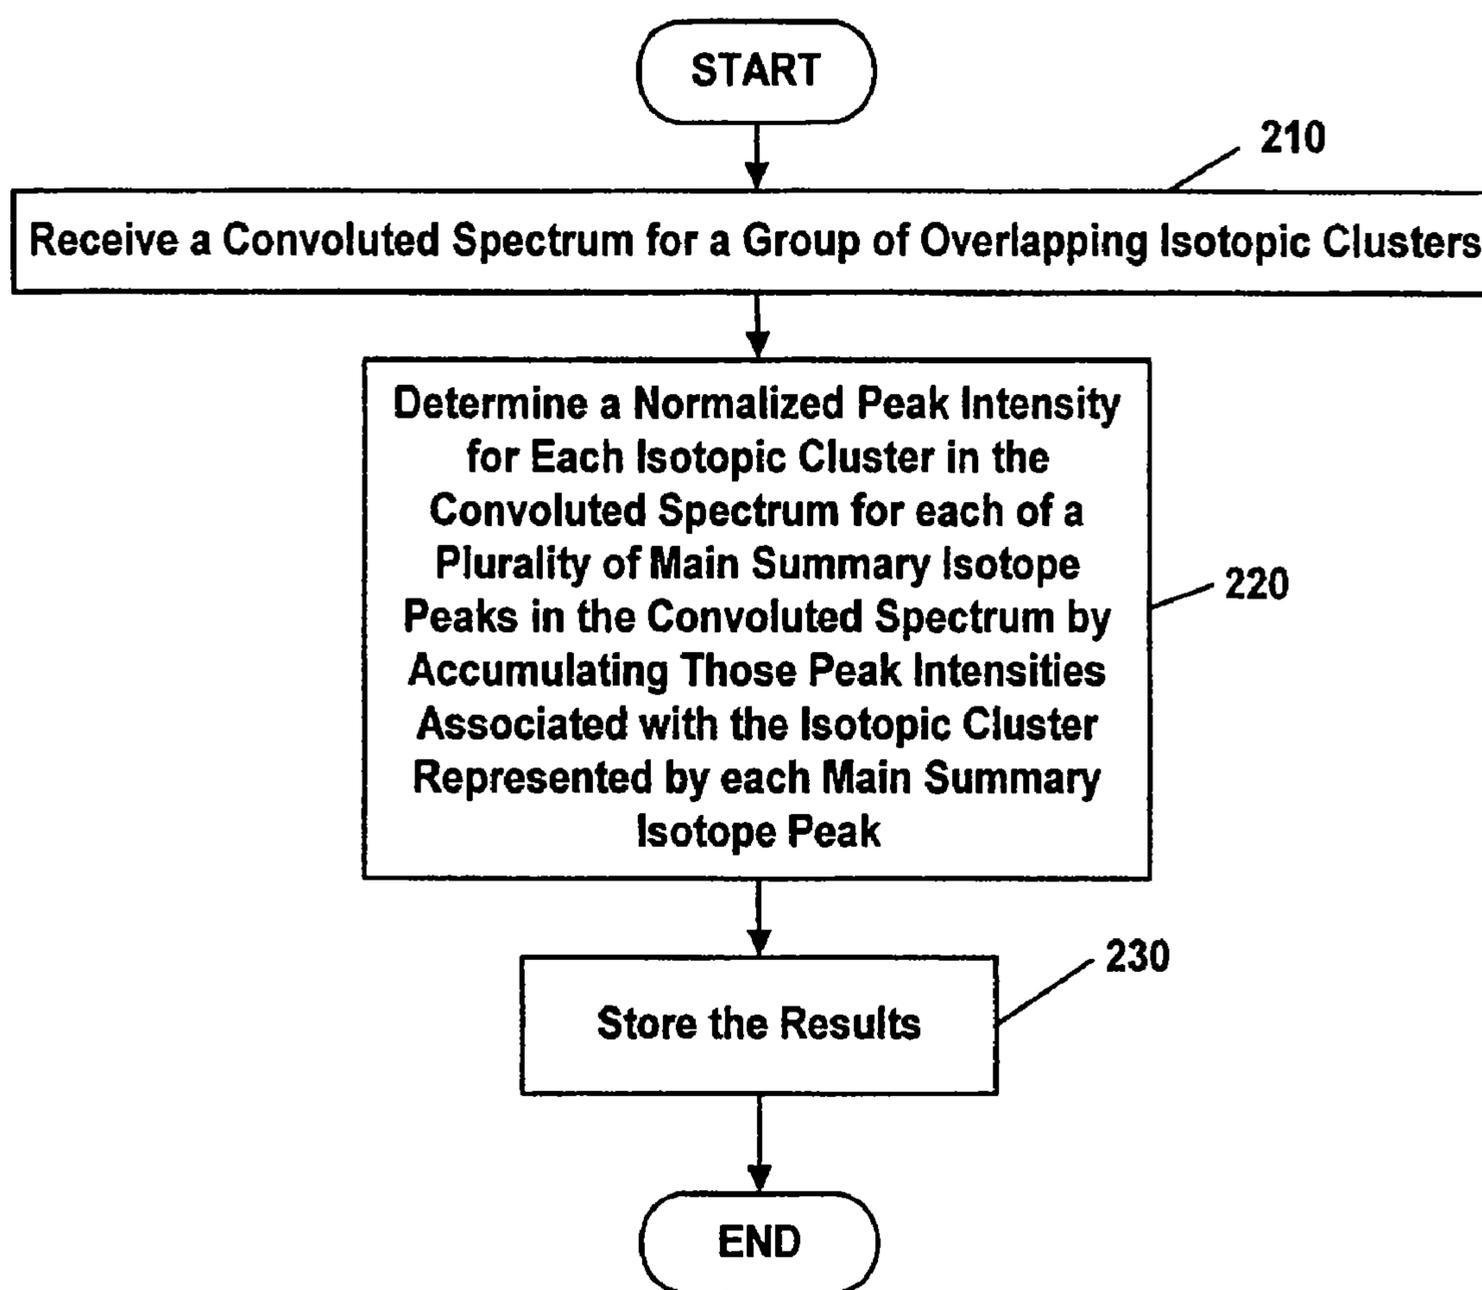 START
210
Receive a Convoluted Spectrum for a Group of Overlapping Isotopic Clusters
Determine a Normalized Peak Intensity
for Each Isotopic Cluster in the
Convoluted Spectrum for each of a
Plurality of Main Summary Isotope
Peaks in the Convoluted Spectrum by
Accumulating Those Peak Intensities
Associated with the Isotopic Cluster
Represented by each Main Summary
Isotope Peak
220
230
Store the Results
END